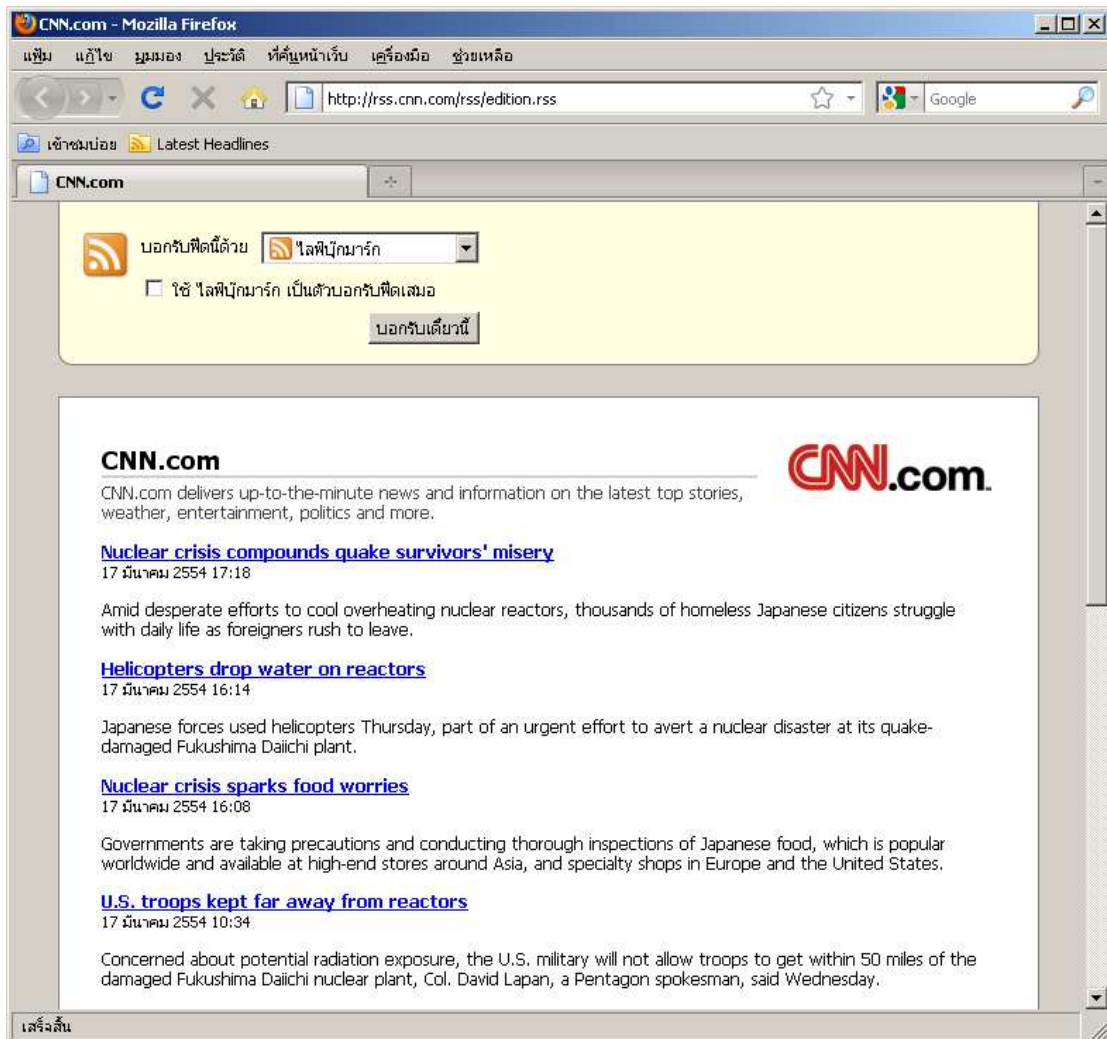 CNN.com - Mozilla Firefox
แฟ้ม แก้ไข มุมมอง ประวัติ ที่คั่นหน้าเว็บ เครื่องมือ ช่วยเหลือ
http://rss.cnn.com/rss/edition.rss Google
เข้าชมบ่อย Latest Headlines
CNN.com
บอกรับฟีดนี้ด้วย ไลฟ์บุ๊กมาร์ก
ใช้ ไลฟ์บุ๊กมาร์ก เป็นตัวบอกรับฟีดเสมอ
บอกรับเดี๋ยวนี้
CNN.com
CNN.com
CNN.com delivers up-to-the-minute news and information on the latest top stories,
weather, entertainment, politics and more.
Nuclear crisis compounds quake survivors' misery
17 มีนาคม 2554 17:18
Amid desperate efforts to cool overheating nuclear reactors, thousands of homeless Japanese citizens struggle
with daily life as foreigners rush to leave.
Helicopters drop water on reactors
17 มีนาคม 2554 16:14
Japanese forces used helicopters Thursday, part of an urgent effort to avert a nuclear disaster at its quake-
damaged Fukushima Daiichi plant.
Nuclear crisis sparks food worries
17 มีนาคม 2554 16:08
Governments are taking precautions and conducting thorough inspections of Japanese food, which is popular
worldwide and available at high-end stores around Asia, and specialty shops in Europe and the United States.
U.S. troops kept far away from reactors
17 มีนาคม 2554 10:34
Concerned about potential radiation exposure, the U.S. military will not allow troops to get within 50 miles of the
damaged Fukushima Daiichi nuclear plant, Col. David Lapan, a Pentagon spokesman, said Wednesday.
เสร็จสิ้น